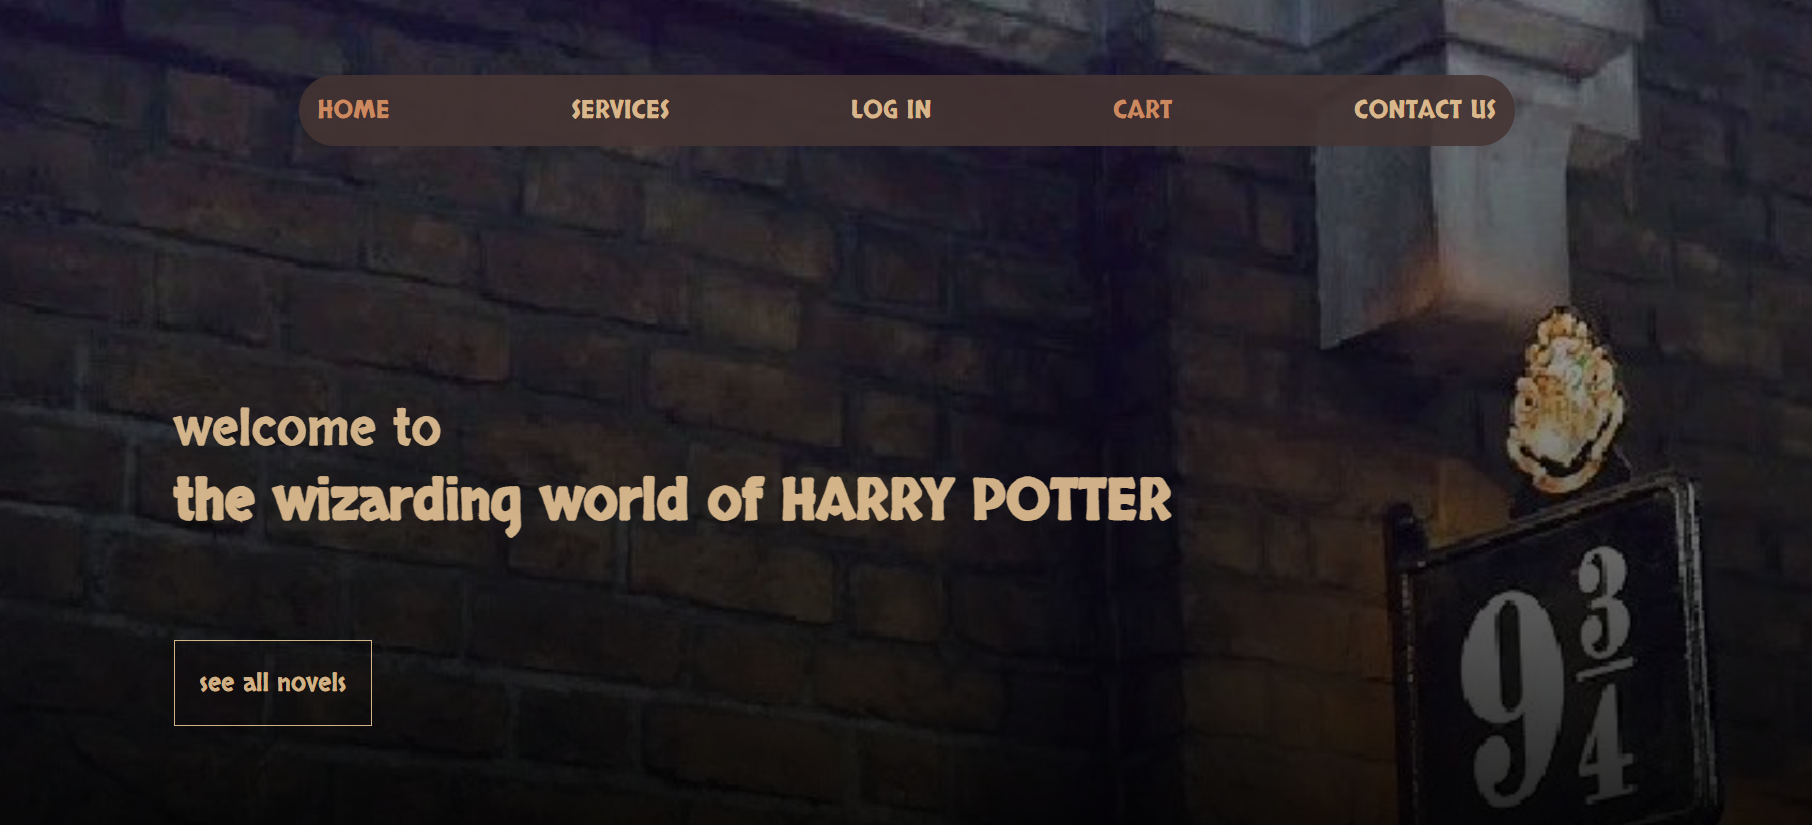 HOME SERVICES LOG IN CART CONTACT US
welcome to
the wizarding world of HARRY POTTER
see all novels
9 3/4